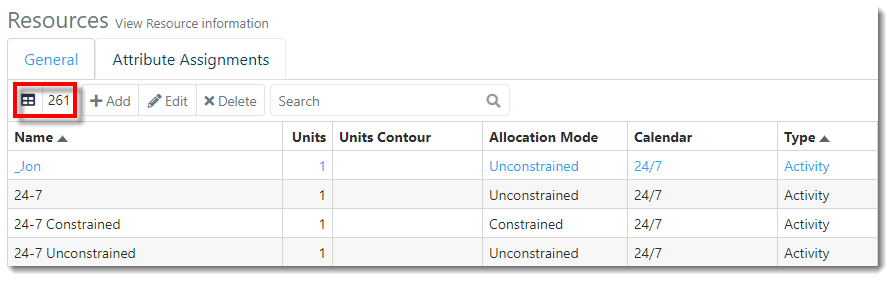 Resources View Resource information
General Attribute Assignments
261 Add Edit Delete Search
Name Units Units Contour Allocation Mode Calendar Type
_Jon 1 Unconstrained 24/7 Activity
24-7 1 Unconstrained 24/7 Activity
24-7 Constrained 1 Constrained 24/7 Activity
24-7 Unconstrained 1 Unconstrained 24/7 Activity